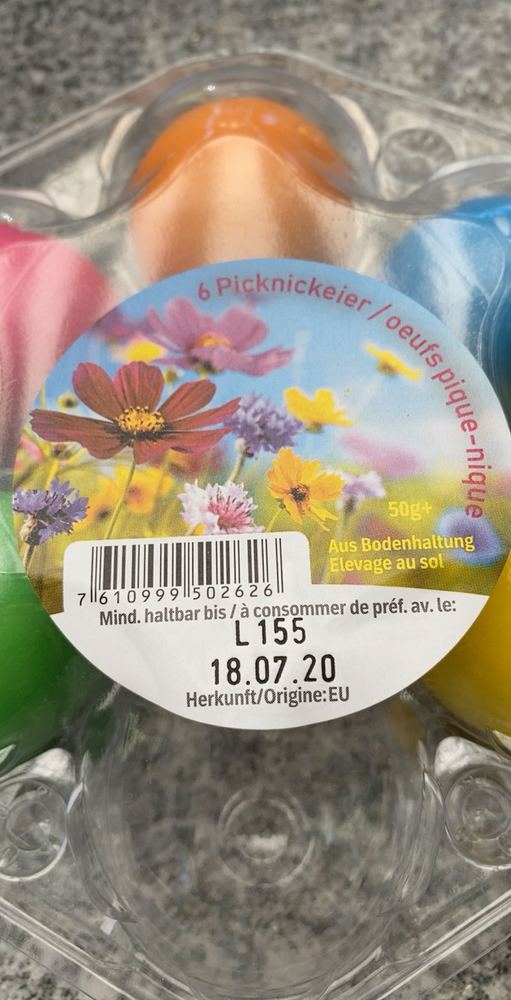 6 Picknickeier / oeufs pique-nique
50g+
Aus Bodenhaltung
Elevage au sol
7 610999 502626
Mind. haltbar bis / à consommer de préf. av. le:
L 155
18.07.20
Herkunft/Origine:EU